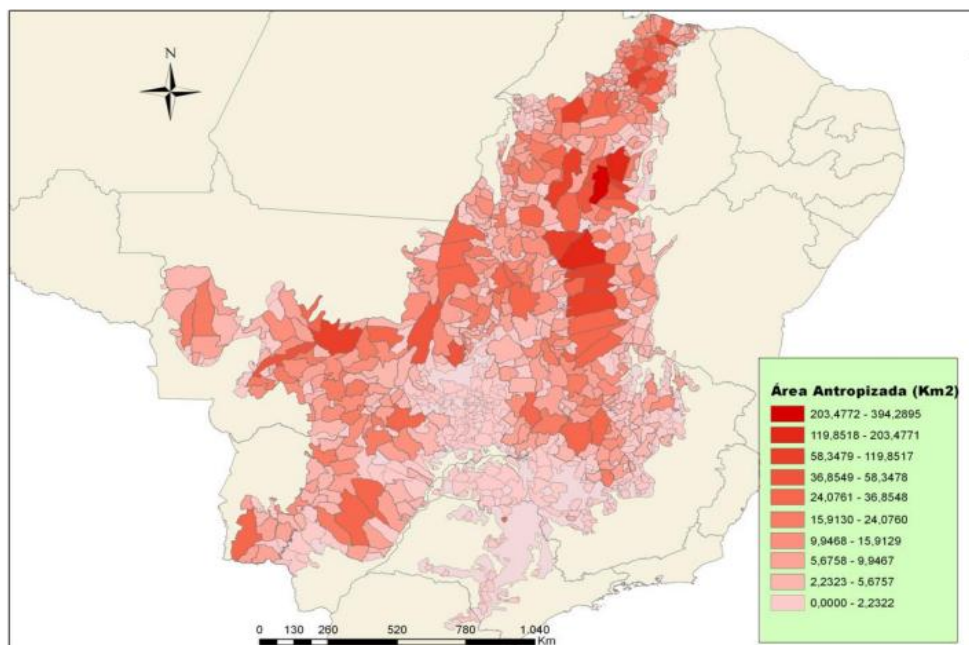 N
Área Antropizada (Km2)
203,4772 - 394,2895
119,8518 - 203,4771
58,3479 - 119,8517
36,8549 - 58,3478
24,0761 - 36,8548
15,9130 - 24,0760
9,9468 - 15,9129
5,6758 - 9,9467
2,2323 - 5,6757
0,0000 - 2,2322
0 130 260 520 780 1.040
Km